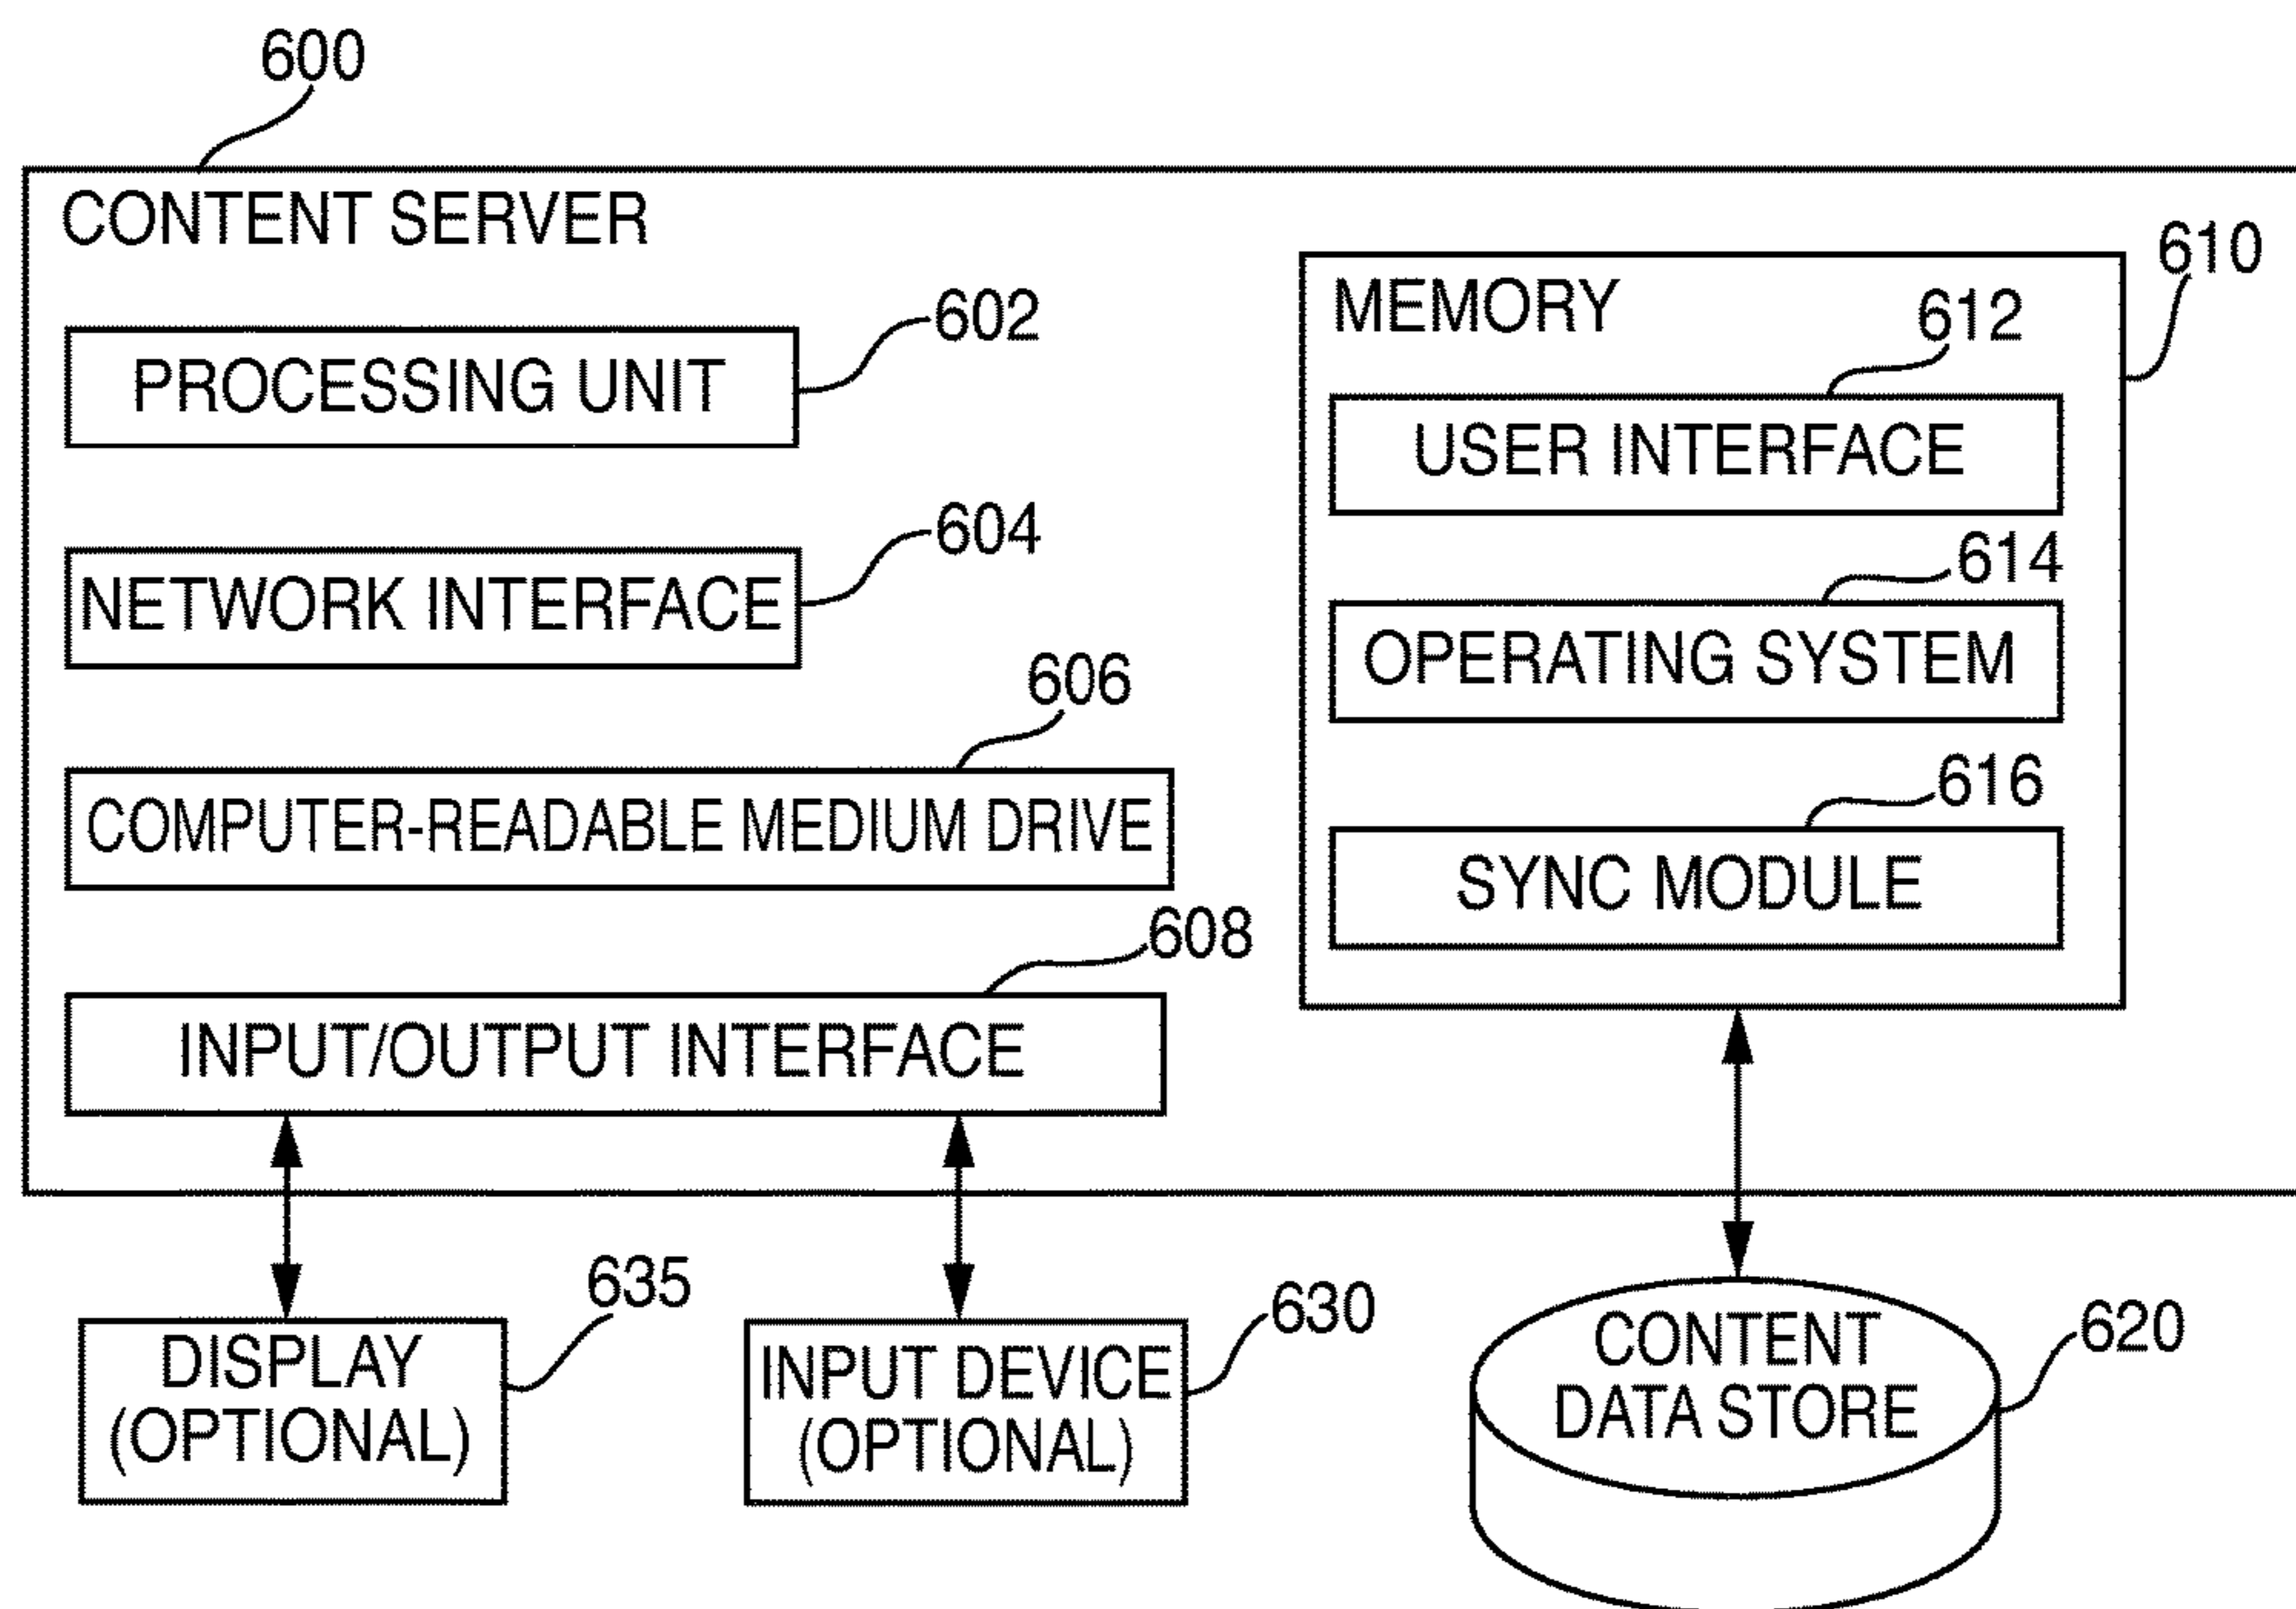 600
CONTENT SERVER
PROCESSING UNIT
602
NETWORK INTERFACE
604
606
COMPUTER-READABLE MEDIUM DRIVE
608
INPUT/OUTPUT INTERFACE
610
MEMORY
612
USER INTERFACE
614
OPERATING SYSTEM
616
SYNC MODULE
635
DISPLAY
(OPTIONAL)
630
INPUT DEVICE
(OPTIONAL)
620
CONTENT
DATA STORE